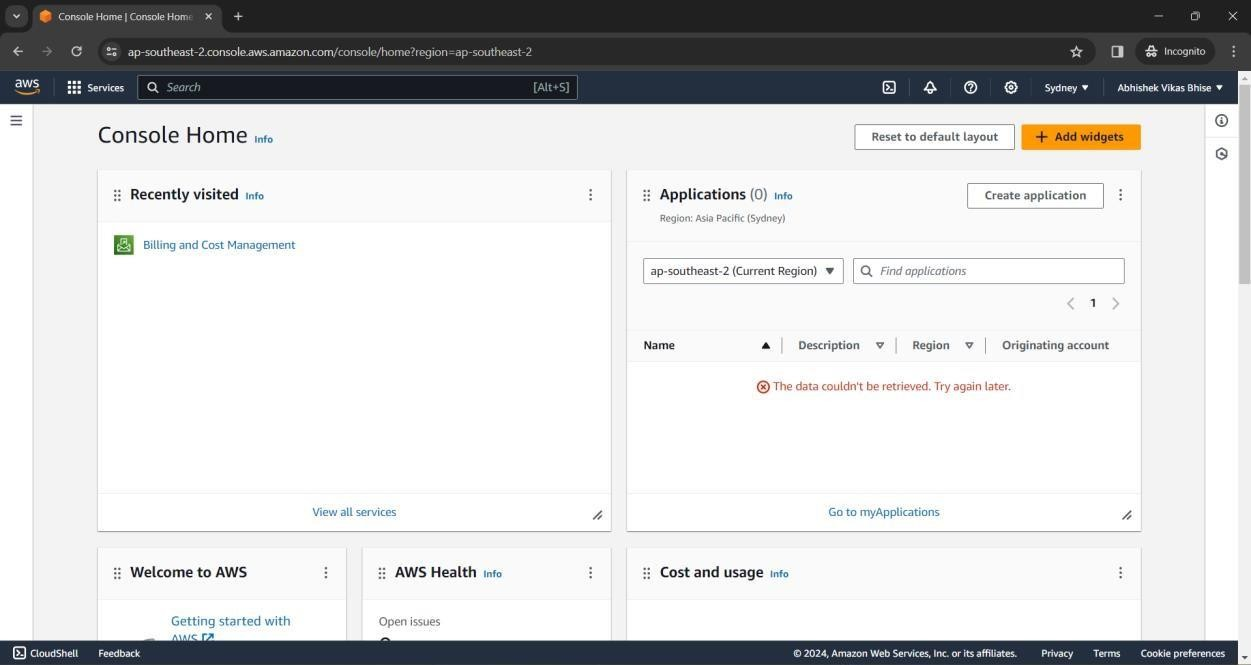 Console Home | Console Home
ap-southeast-2.console.aws.amazon.com/console/home?region=ap-southeast-2
Incognito
aws
Services
Search
[Alt+S]
Sydney
Abhishek Vikas Bhise
Console Home Info
Reset to default layout
+ Add widgets
Recently visited Info
Billing and Cost Management
View all services
Applications (0) Info
Region: Asia Pacific (Sydney)
Create application
ap-southeast-2 (Current Region)
Find applications
1
Name
Description
Region
Originating account
The data couldn't be retrieved. Try again later.
Go to myApplications
Welcome to AWS
Getting started with
AWS
AWS Health Info
Open issues
Cost and usage Info
CloudShell
Feedback
© 2024, Amazon Web Services, Inc. or its affiliates.
Privacy
Terms
Cookie preferences